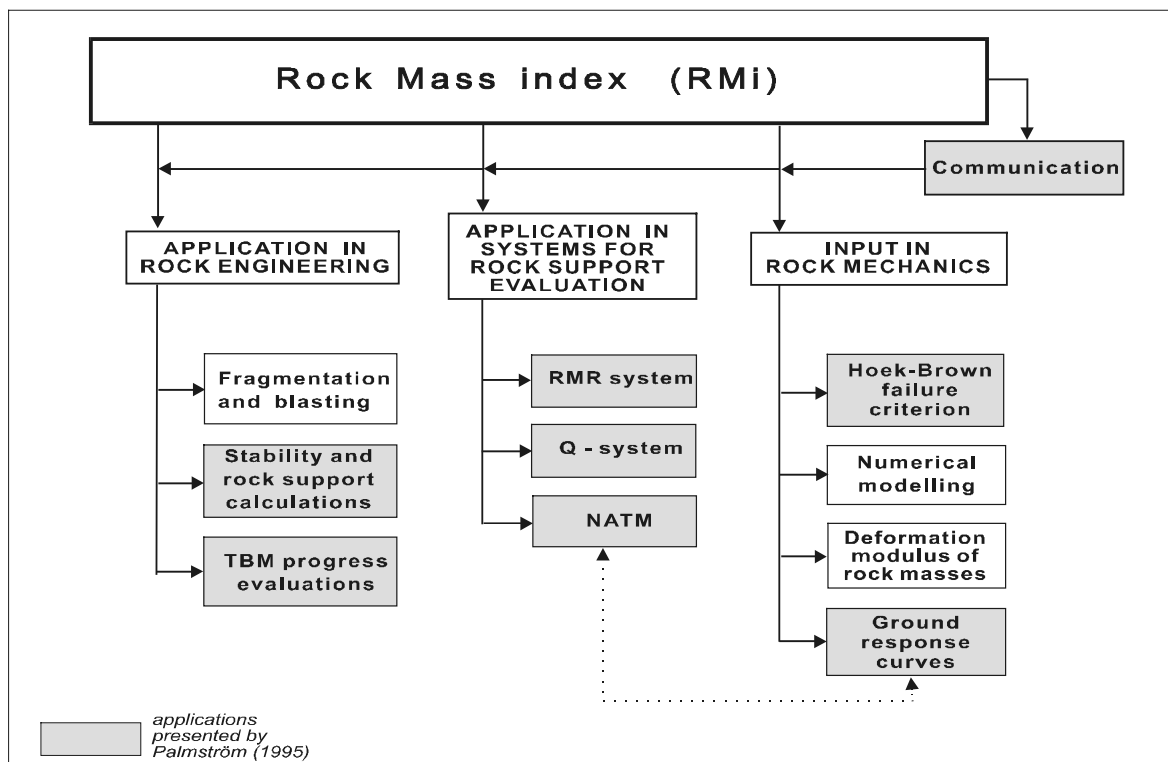 Rock Mass index (RMi)
Communication
APPLICATION IN
ROCK ENGINEERING
Fragmentation
and blasting
Stability and
rock support
calculations
TBM progress
evaluations
APPLICATION IN
SYSTEMS FOR
ROCK SUPPORT
EVALUATION
RMR system
Q - system
NATM
INPUT IN
ROCK MECHANICS
Hoek-Brown
failure
criterion
Numerical
modelling
Deformation
modulus of
rock masses
Ground
response
curves
applications
presented by
Palmström (1995)